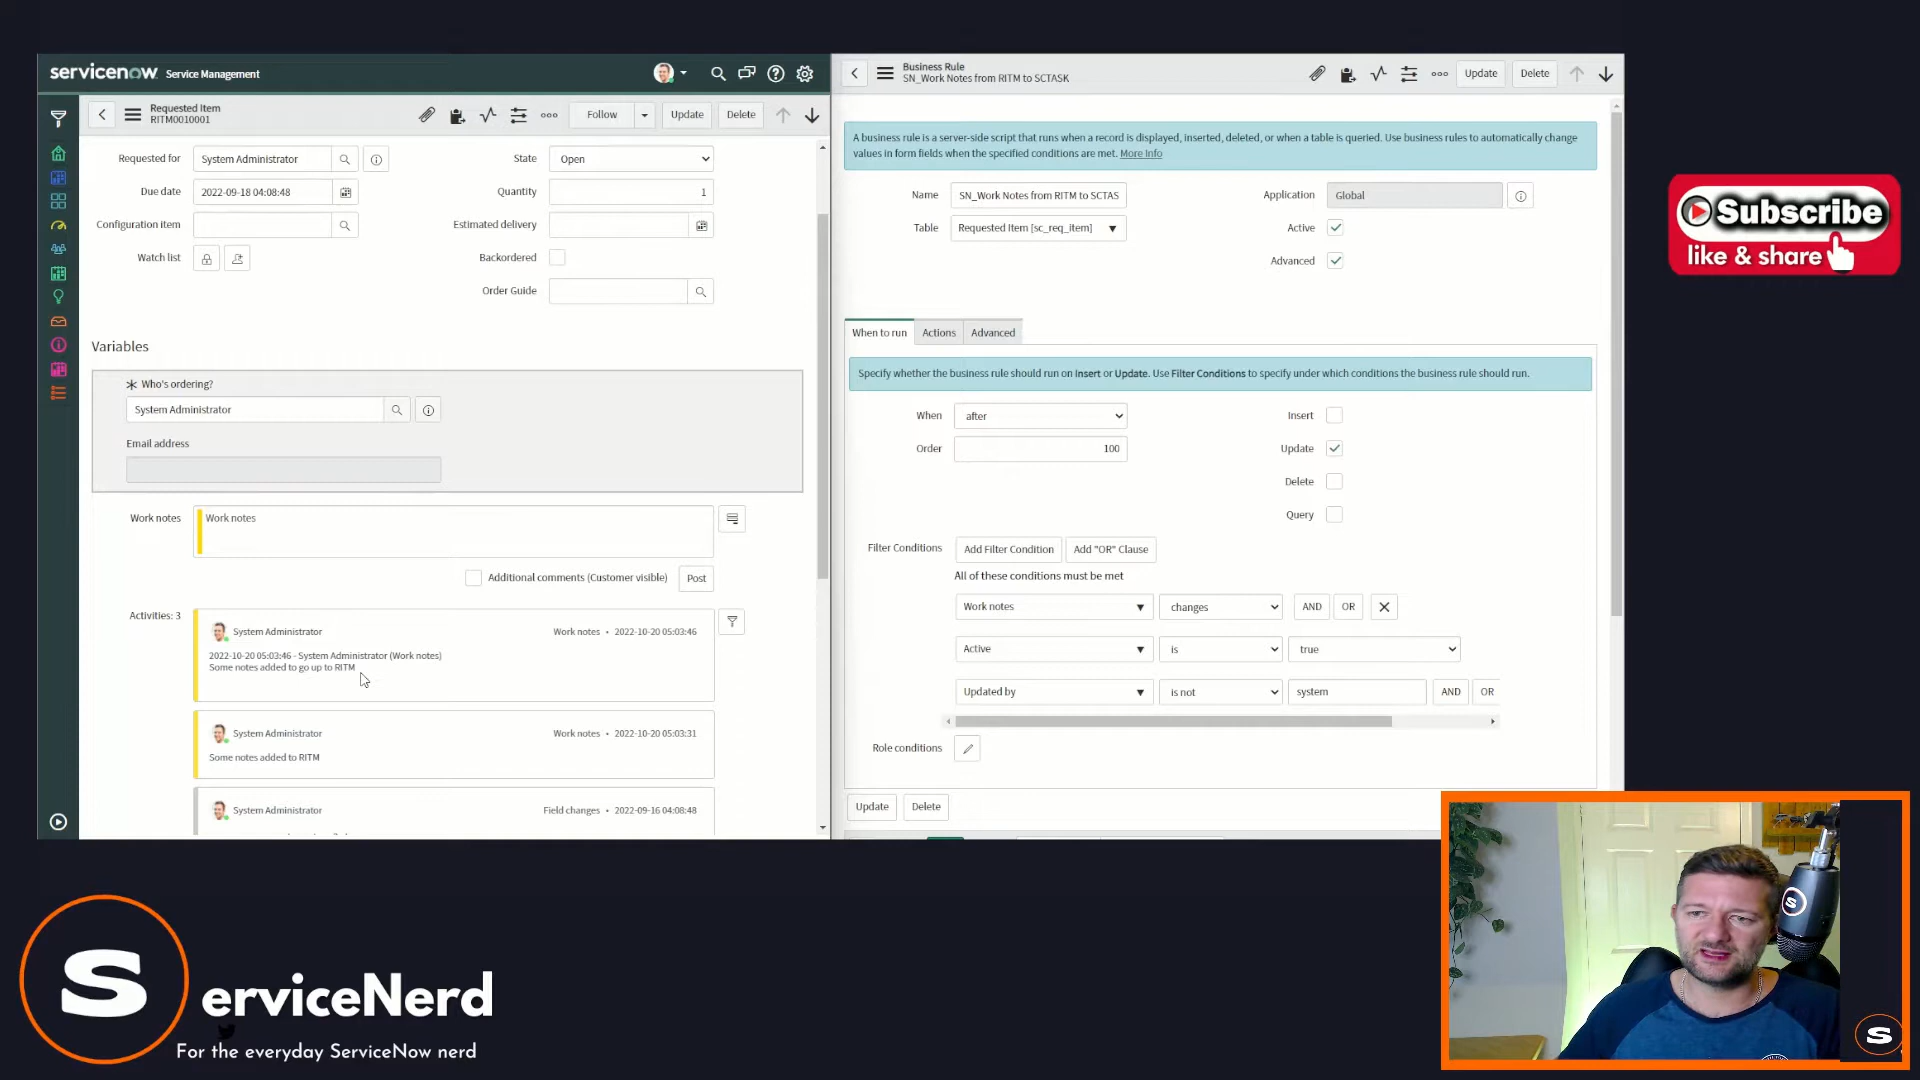 servicenow Service Management
Requested Item
RITM0010001
Follow
Update
Delete
Requested for
System Administrator
State
Open
Due date
2022-09-18 04:08:48
Quantity
1
Configuration item
Estimated delivery
Watch list
Backordered
Order Guide
Variables
Who's ordering?
System Administrator
Email address
Work notes
Work notes
Additional comments (Customer visible)
Post
Activities: 3
System Administrator
Work notes • 2022-10-20 05:03:46
2022-10-20 05:03:46 - System Administrator (Work notes)
Some notes added to go up to RITM
System Administrator
Work notes • 2022-10-20 05:03:31
Some notes added to RITM
System Administrator
Field changes • 2022-09-16 04:08:48
Business Rule
SN_Work Notes from RITM to SCTASK
Update
Delete
A business rule is a server-side script that runs when a record is displayed, inserted, deleted, or when a table is queried. Use business rules to automatically change
values in form fields when the specified conditions are met. More Info
Name
SN_Work Notes from RITM to SCTAS
Application
Global
Table
Requested Item [sc_req_item]
Active
Advanced
When to run
Actions
Advanced
Specify whether the business rule should run on Insert or Update. Use Filter Conditions to specify under which conditions the business rule should run.
When
after
Insert
Order
100
Update
Delete
Query
Filter Conditions
Add Filter Condition
Add "OR" Clause
All of these conditions must be met
Work notes
changes
AND
OR
Active
is
true
Updated by
is not
system
AND
OR
Role conditions
Update
Delete
Subscribe
like & share
S
erviceNerd
For the everyday ServiceNow nerd
S
S